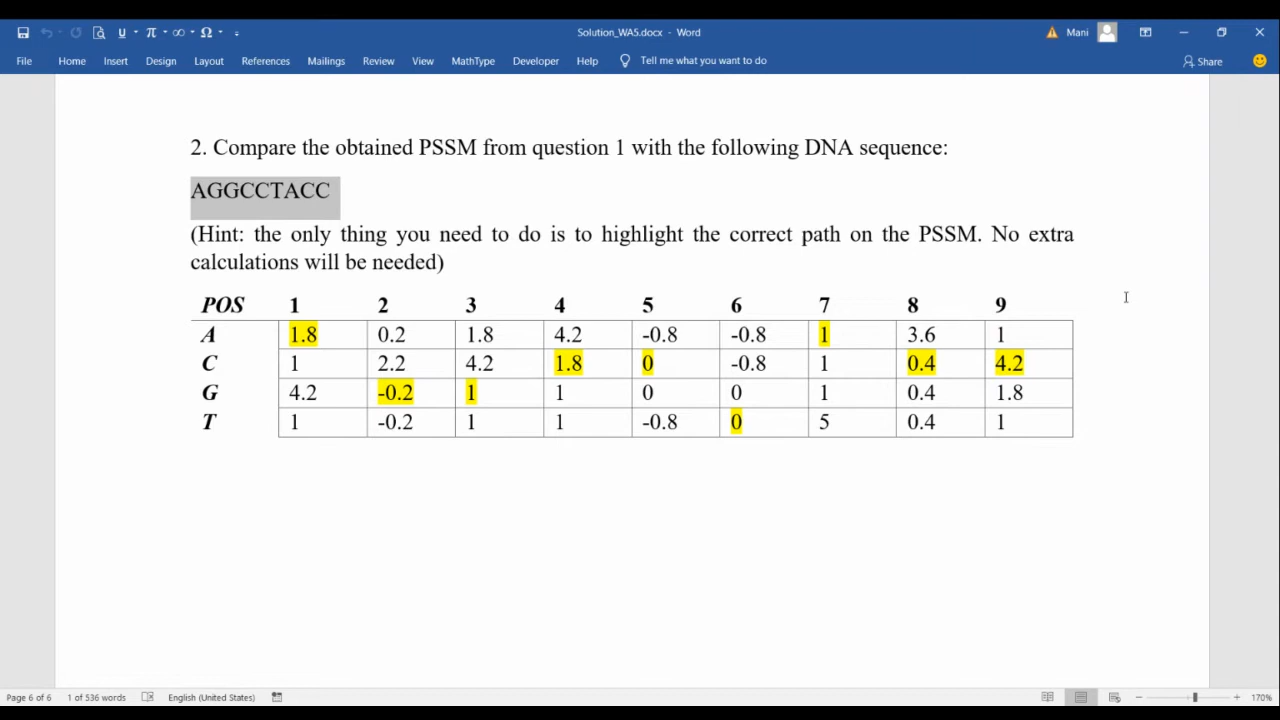 Solution_WA5.docx - Word
Mani
File Home Insert Design Layout References Mailings Review View MathType Developer Help Tell me what you want to do Share
2. Compare the obtained PSSM from question 1 with the following DNA sequence:
AGGCCTACC
(Hint: the only thing you need to do is to highlight the correct path on the PSSM. No extra
calculations will be needed)
POS 1 2 3 4 5 6 7 8 9
A 1.8 0.2 1.8 4.2 -0.8 -0.8 1 3.6 1
C 1 2.2 4.2 1.8 0 -0.8 1 0.4 4.2
G 4.2 -0.2 1 1 0 0 1 0.4 1.8
T 1 -0.2 1 1 -0.8 0 5 0.4 1
Page 6 of 6 1 of 536 words English (United States) 170%